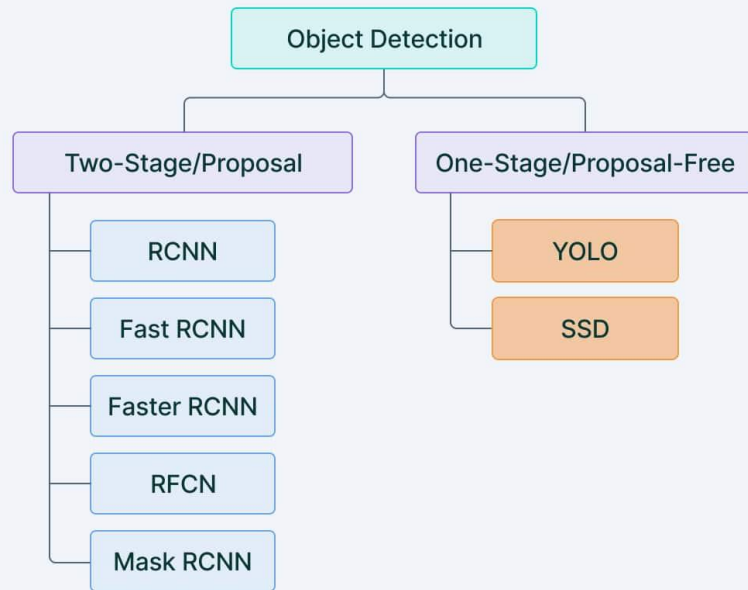 Object Detection
Two-Stage/Proposal
One-Stage/Proposal-Free
RCNN
Fast RCNN
Faster RCNN
RFCN
Mask RCNN
YOLO
SSD